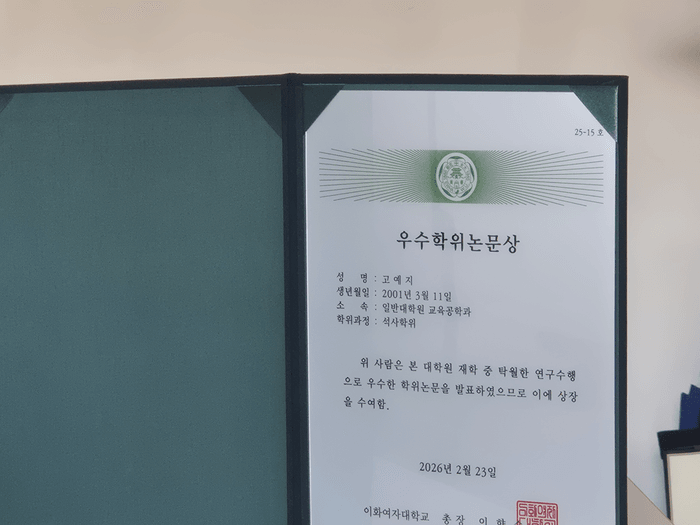 25-15 호
우수학위논문상
성 명 : 고 예 지
생년월일 : 2001년 3월 11일
소 속 : 일반대학원 교육공학과
학위과정 : 석사학위
위 사람은 본 대학원 재학 중 탁월한 연구수행
으로 우수한 학위논문을 발표하였으므로 이에 상장
을 수여함.
2026년 2월 23일
이화여자대학교 총 장 이 향